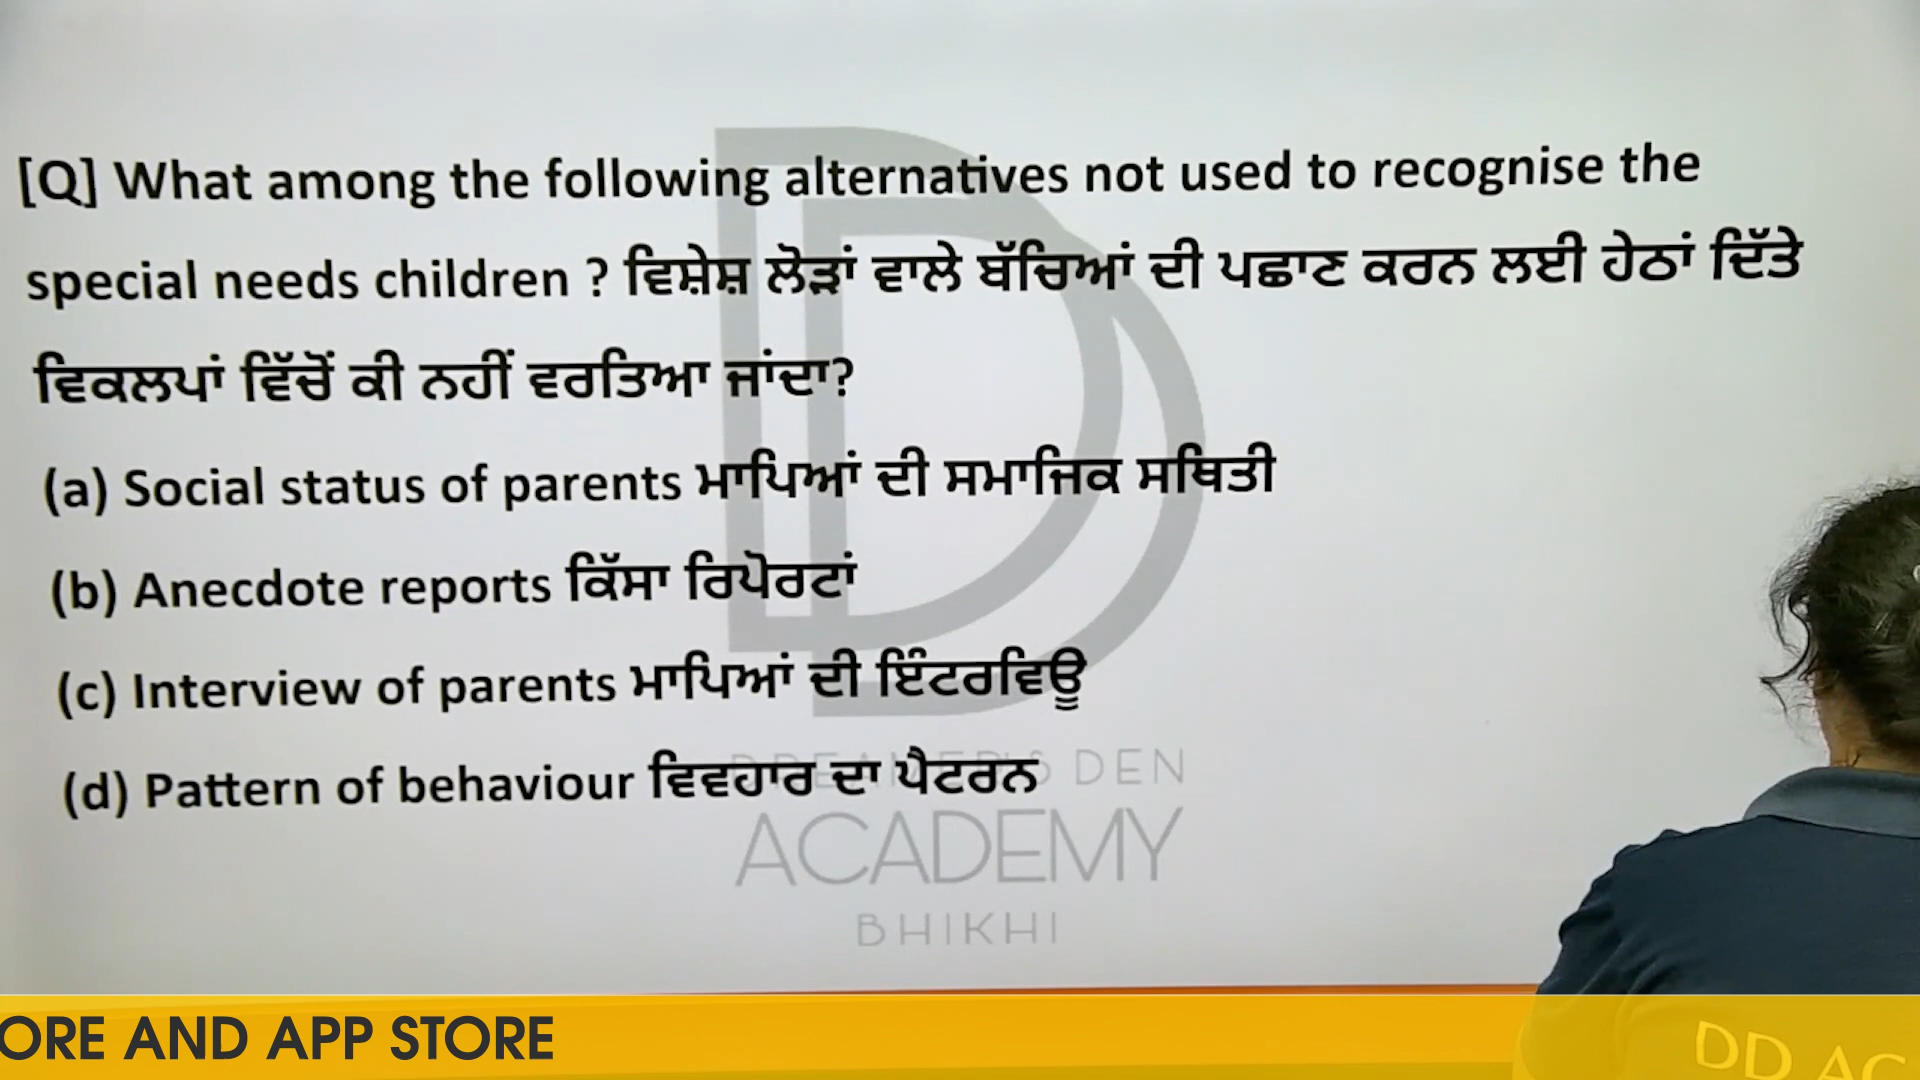 [Q] What among the following alternatives not used to recognise the
special needs children ? ਵਿਸ਼ੇਸ਼ ਲੋੜਾਂ ਵਾਲੇ ਬੱਚਿਆਂ ਦੀ ਪਛਾਣ ਕਰਨ ਲਈ ਹੇਠਾਂ ਦਿੱਤੇ
ਵਿਕਲਪਾਂ ਵਿੱਚੋਂ ਕੀ ਨਹੀਂ ਵਰਤਿਆ ਜਾਂਦਾ?
(a) Social status of parents ਮਾਪਿਆਂ ਦੀ ਸਮਾਜਿਕ ਸਥਿਤੀ
(b) Anecdote reports ਕਿੱਸਾ ਰਿਪੋਰਟਾਂ
(c) Interview of parents ਮਾਪਿਆਂ ਦੀ ਇੰਟਰਵਿਊ
(d) Pattern of behaviour ਵਿਵਹਾਰ ਦਾ ਪੈਟਰਨ
DREAMER'S DEN
ACADEMY
BHIKHI
ORE AND APP STORE
DD AC